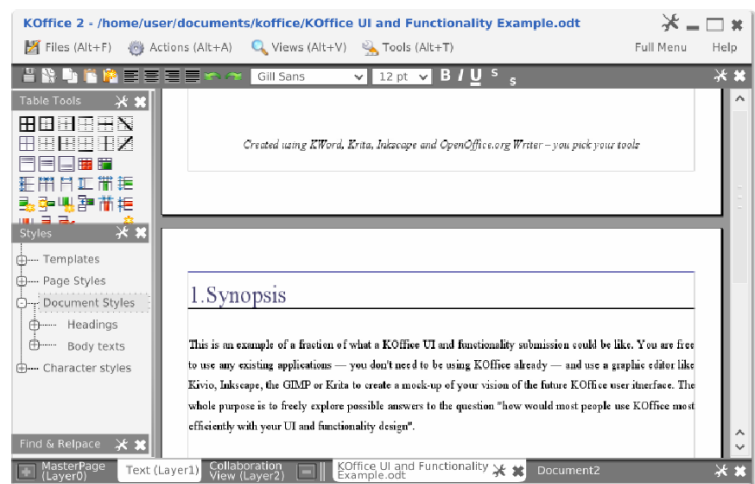 KOffice 2 - /home/user/documents/koffice/KOffice UI and Functionality Example.odt
Files (Alt+F) Actions (Alt+A) Views (Alt+V) Tools (Alt+T) Full Menu Help
Gill Sans 12 pt B I U S S
Table Tools
Created using KWord, Krita, Inkscape and OpenOffice.org Writer – you pick your tools
Styles
Templates
Page Styles
Document Styles
Headings
Body texts
Character styles
Find & Relpace
1.Synopsis
This is an example of a fraction of what a KOffice UI and functionality submission could be like. You are free
to use any existing applications — you don't need to be using KOffice already — and use a graphic editor like
Kivio, Inkscape, the GIMP or Krita to create a mock-up of your vision of the future KOffice user itnerface. The
whole purpose is to freely explore possible answers to the question "how would most people use KOffice most
efficiently with your UI and functionality design".
MasterPage
(Layer0)
Text (Layer1)
Collaboration
View (Layer2)
KOffice UI and Functionality
Example.odt
Document2